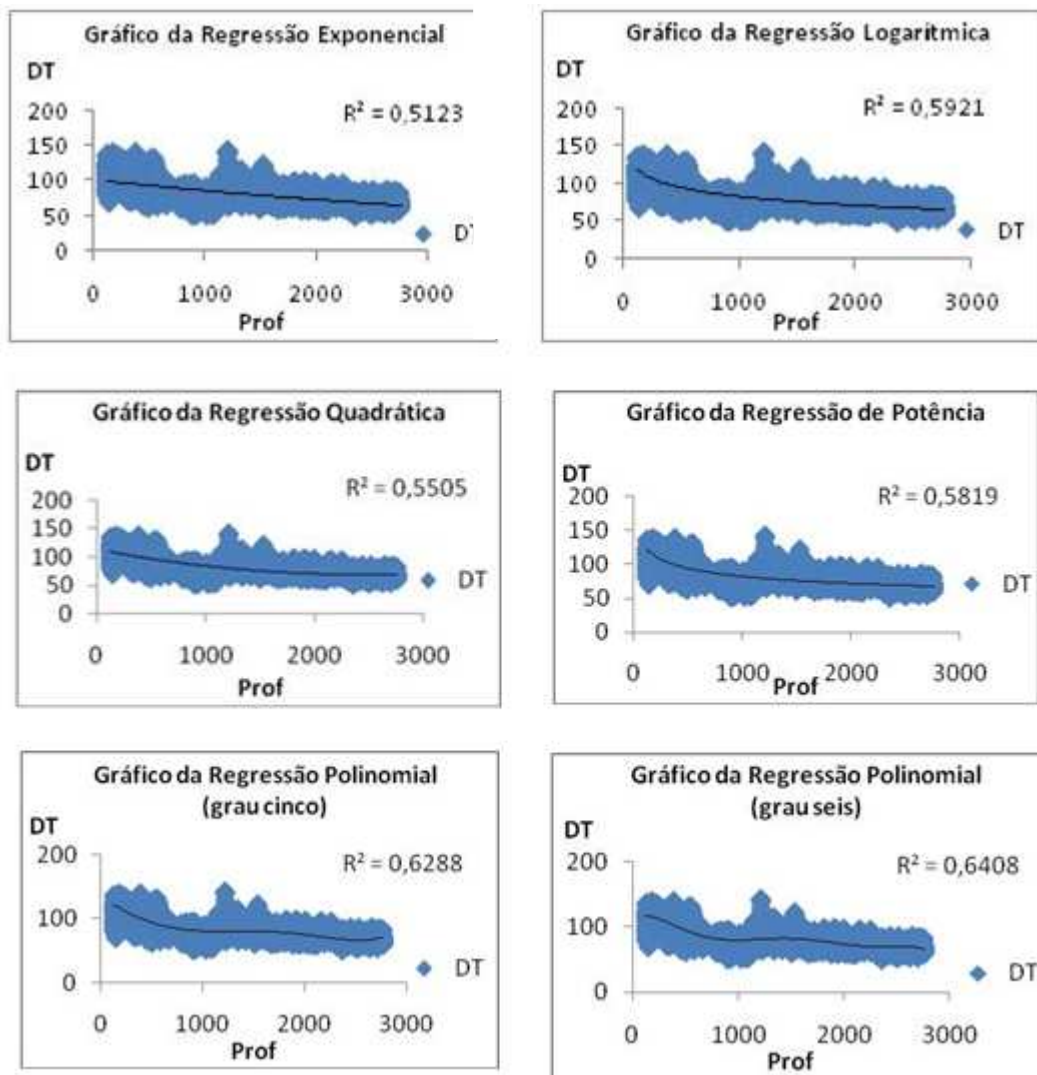 Gráfico da Regressão Exponencial
DT
R² = 0,5123
200
150
100
50
0
0 1000 2000 3000
Prof
DT
Gráfico da Regressão Logarítmica
DT
R² = 0,5921
200
150
100
50
0
0 1000 2000 3000
Prof
DT
Gráfico da Regressão Quadrática
DT
R² = 0,5505
200
150
100
50
0
0 1000 2000 3000
Prof
DT
Gráfico da Regressão de Potência
DT
R² = 0,5819
200
150
100
50
0
0 1000 2000 3000
Prof
DT
Gráfico da Regressão Polinomial
(grau cinco)
DT
R² = 0,6288
200
100
0
0 1000 2000 3000
Prof
DT
Gráfico da Regressão Polinomial
(grau seis)
DT
R² = 0,6408
200
100
0
0 1000 2000 3000
Prof
DT